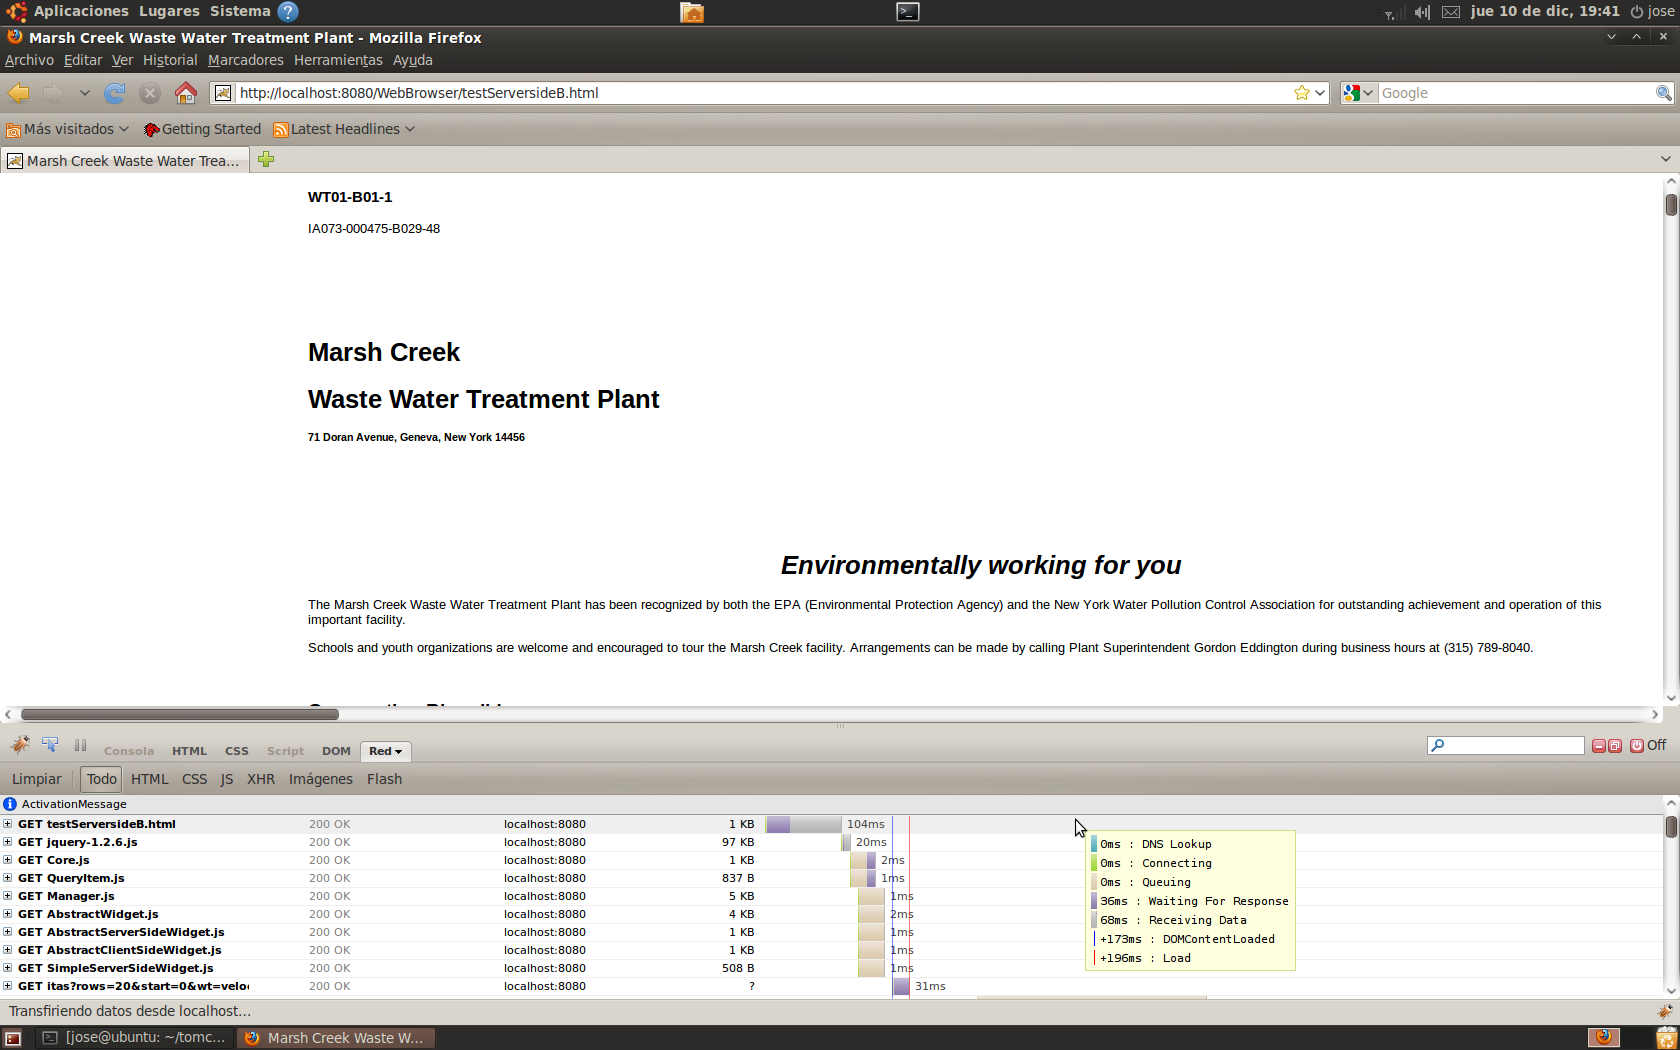 Aplicaciones Lugares Sistema
jue 10 de dic, 19:41 jose
Marsh Creek Waste Water Treatment Plant - Mozilla Firefox
Archivo Editar Ver Historial Marcadores Herramientas Ayuda
http://localhost:8080/WebBrowser/testServersideB.html
Google
Más visitados Getting Started Latest Headlines
Marsh Creek Waste Water Trea...
WT01-B01-1
IA073-000475-B029-48
Marsh Creek
Waste Water Treatment Plant
71 Doran Avenue, Geneva, New York 14456
Environmentally working for you
The Marsh Creek Waste Water Treatment Plant has been recognized by both the EPA (Environmental Protection Agency) and the New York Water Pollution Control Association for outstanding achievement and operation of this
important facility.
Schools and youth organizations are welcome and encouraged to tour the Marsh Creek facility. Arrangements can be made by calling Plant Superintendent Gordon Eddington during business hours at (315) 789-8040.
Consola HTML CSS Script DOM Red
Off
Limpiar Todo HTML CSS JS XHR Imágenes Flash
ActivationMessage
GET testServersideB.html 200 OK localhost:8080 1 KB 104ms
GET jquery-1.2.6.js 200 OK localhost:8080 97 KB 20ms
GET Core.js 200 OK localhost:8080 1 KB 2ms
GET QueryItem.js 200 OK localhost:8080 837 B 1ms
GET Manager.js 200 OK localhost:8080 5 KB 1ms
GET AbstractWidget.js 200 OK localhost:8080 4 KB 2ms
GET AbstractServerSideWidget.js 200 OK localhost:8080 1 KB 1ms
GET AbstractClientSideWidget.js 200 OK localhost:8080 1 KB 1ms
GET SimpleServerSideWidget.js 200 OK localhost:8080 508 B 1ms
GET itas?rows=20&start=0&wt=velo 200 OK localhost:8080 ? 31ms
0ms : DNS Lookup
0ms : Connecting
0ms : Queuing
36ms : Waiting For Response
68ms : Receiving Data
+173ms : DOMContentLoaded
+196ms : Load
Transfiriendo datos desde localhost...
[jose@ubuntu: ~/tomc...
Marsh Creek Waste W...